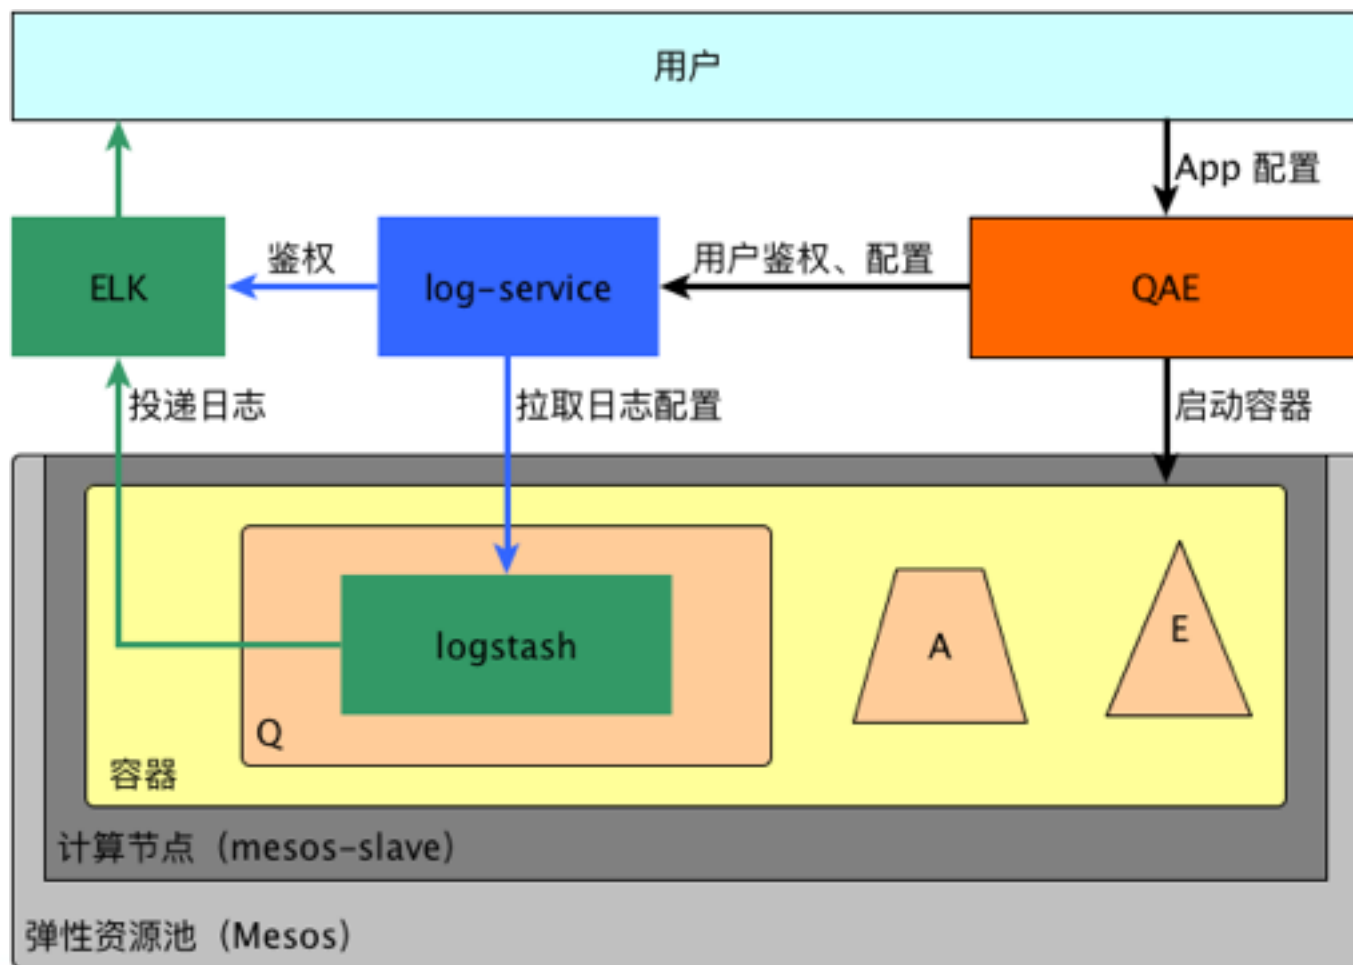 用户
App 配置
ELK
鉴权
log-service
用户鉴权、配置
QAE
投递日志
拉取日志配置
启动容器
logstash
Q
A
E
容器
计算节点（mesos-slave）
弹性资源池（Mesos）